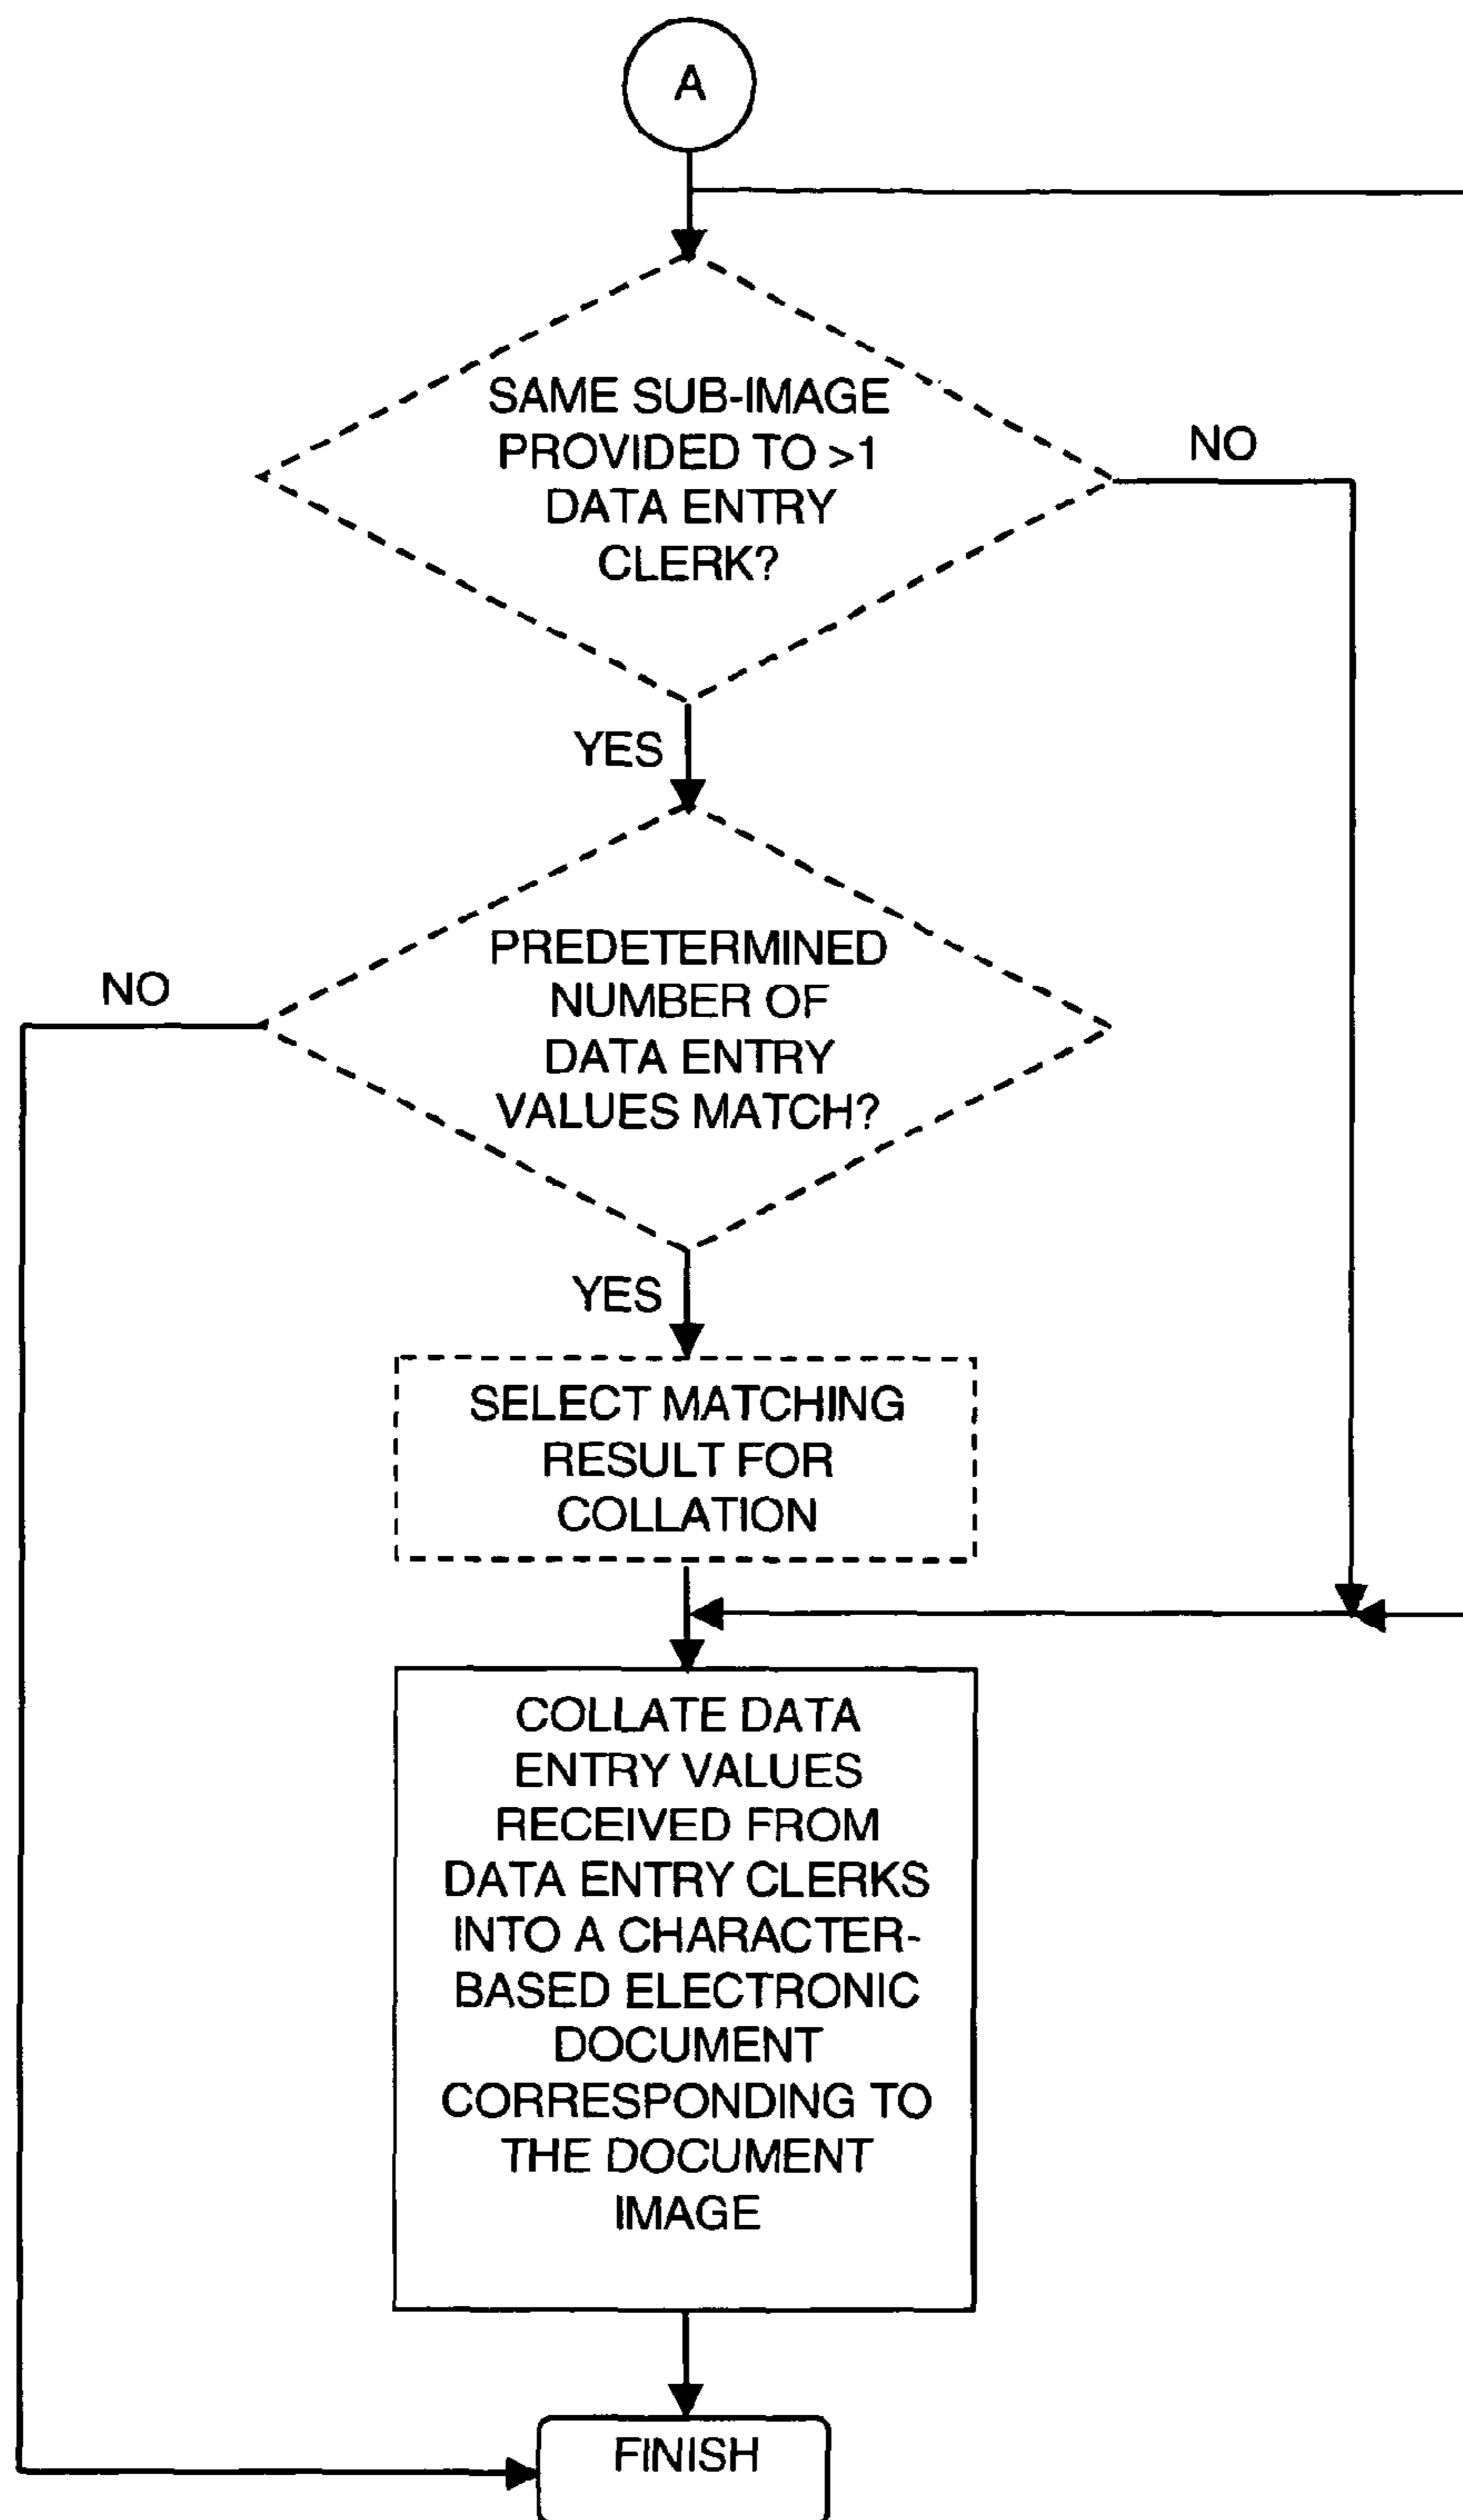 A
SAME SUB-IMAGE
PROVIDED TO >1
DATA ENTRY
CLERK?
NO
YES
PREDETERMINED
NUMBER OF
DATA ENTRY
VALUES MATCH?
NO
YES
SELECT MATCHING
RESULT FOR
COLLATION
COLLATE DATA
ENTRY VALUES
RECEIVED FROM
DATA ENTRY CLERKS
INTO A CHARACTER-
BASED ELECTRONIC
DOCUMENT
CORRESPONDING TO
THE DOCUMENT
IMAGE
FINISH